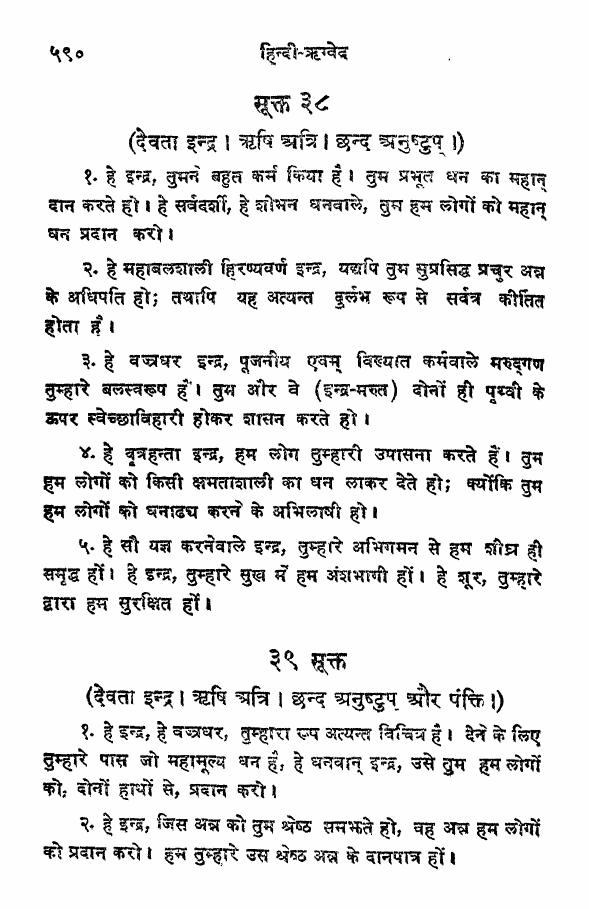 ५९०
हिन्दी-ऋग्वेद
सूक्त ३८
(देवता इन्द्र। ऋषि अत्रि। छन्द अनुष्टुप्।)
१. हे इन्द्र, तुमने बहुत कर्म किया है। तुम प्रभूत धन का महान्
दान करते हो। हे सर्वदर्शी, हे शोभन धनवाले, तुम हम लोगों को महान्
धन प्रदान करो।
२. हे महाबलशाली हिरण्यवर्ण इन्द्र, यद्यपि तुम सुप्रसिद्ध प्रचुर अन्न
के अधिपति हो; तथापि यह अत्यन्त दुर्लभ रूप से सर्वत्र कीर्तित
होता है।
३. हे वज्रधर इन्द्र, पूजनीय एवम् विख्यात कर्मवाले मरुद्गण
तुम्हारे बलस्वरूप हैं। तुम और वे (इन्द्र-मरुत) दोनों ही पृथ्वी के
ऊपर स्वेच्छाविहारी होकर शासन करते हो।
४. हे वृत्रहन्ता इन्द्र, हम लोग तुम्हारी उपासना करते हैं। तुम
हम लोगों को किसी क्षमताशाली का धन लाकर देते हो; क्योंकि तुम
हम लोगों को धनाढ्य करने के अभिलाषी हो।
५. हे सौ यज्ञ करनेवाले इन्द्र, तुम्हारे अभिगमन से हम शीघ्र ही
समृद्ध हों। हे इन्द्र, तुम्हारे सुख में हम अंशभागी हों। हे शूर, तुम्हारे
द्वारा हम सुरक्षित हों।
३९ सूक्त
(देवता इन्द्र। ऋषि अत्रि। छन्द अनुष्टुप् और पंक्ति।)
१. हे इन्द्र, हे वज्रधर, तुम्हारा रूप अत्यन्त विचित्र है। देने के लिए
तुम्हारे पास जो महामूल्य धन है, हे धनवान् इन्द्र, उसे तुम हम लोगों
को, दोनों हाथों से, प्रदान करो।
२. हे इन्द्र, जिस अन्न को तुम श्रेष्ठ समझते हो, वह अन्न हम लोगों
को प्रदान करो। हम तुम्हारे उस श्रेष्ठ अन्न के दानपात्र हों।